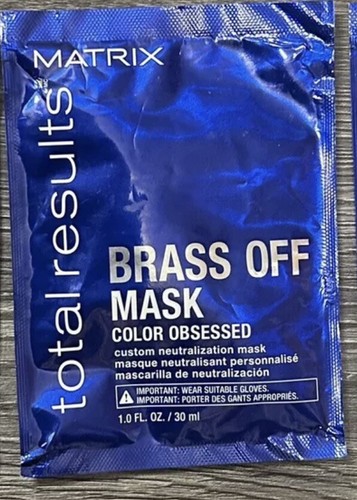 MATRIX
total results
BRASS OFF
MASK
COLOR OBSESSED
custom neutralization mask
masque neutralisant personnalisé
mascarilla de neutralización
IMPORTANT: WEAR SUITABLE GLOVES.
IMPORTANT: PORTER DES GANTS APPROPRIÉS.
1.0 FL. OZ./30 ml